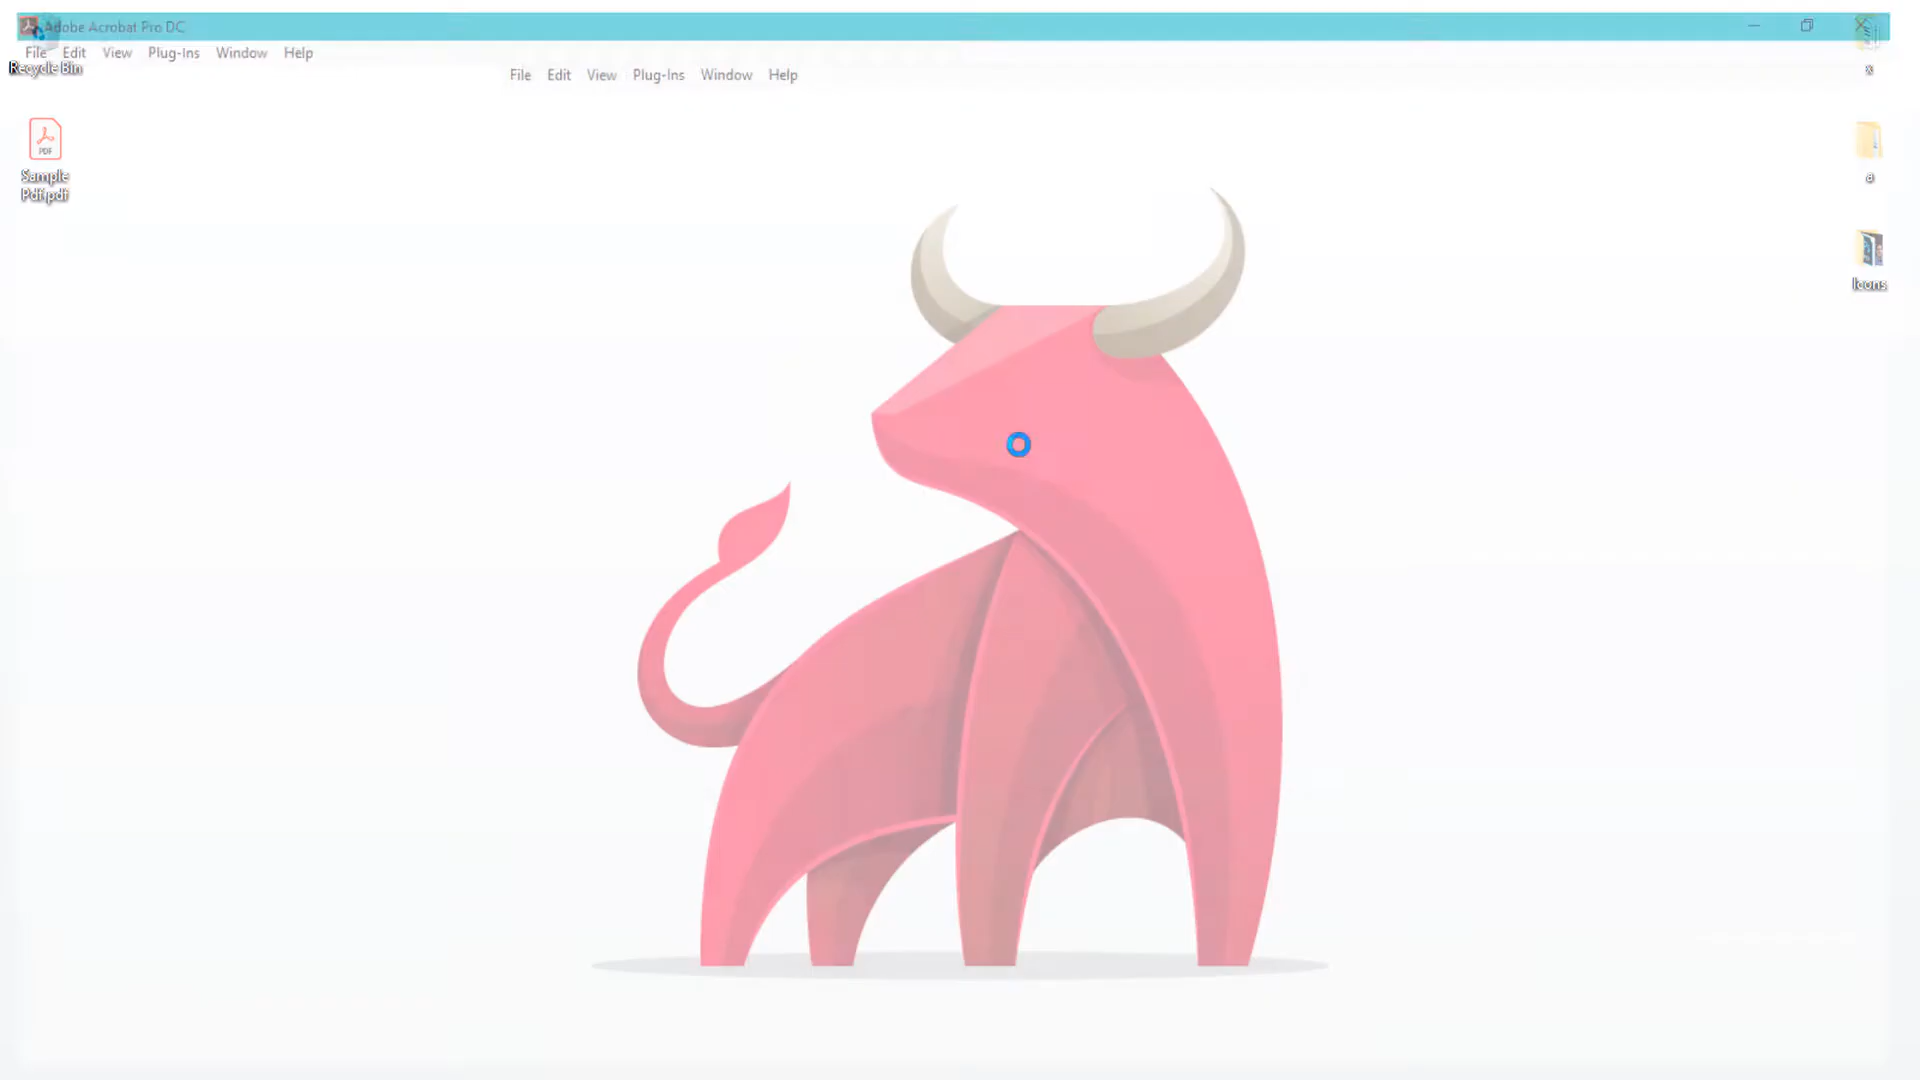 Adobe Acrobat Pro DC
File Edit View Plug-Ins Window Help
Recycle Bin
File Edit View Plug-Ins Window Help
x
PDF
Sample
Pdf.pdf
a
Icons